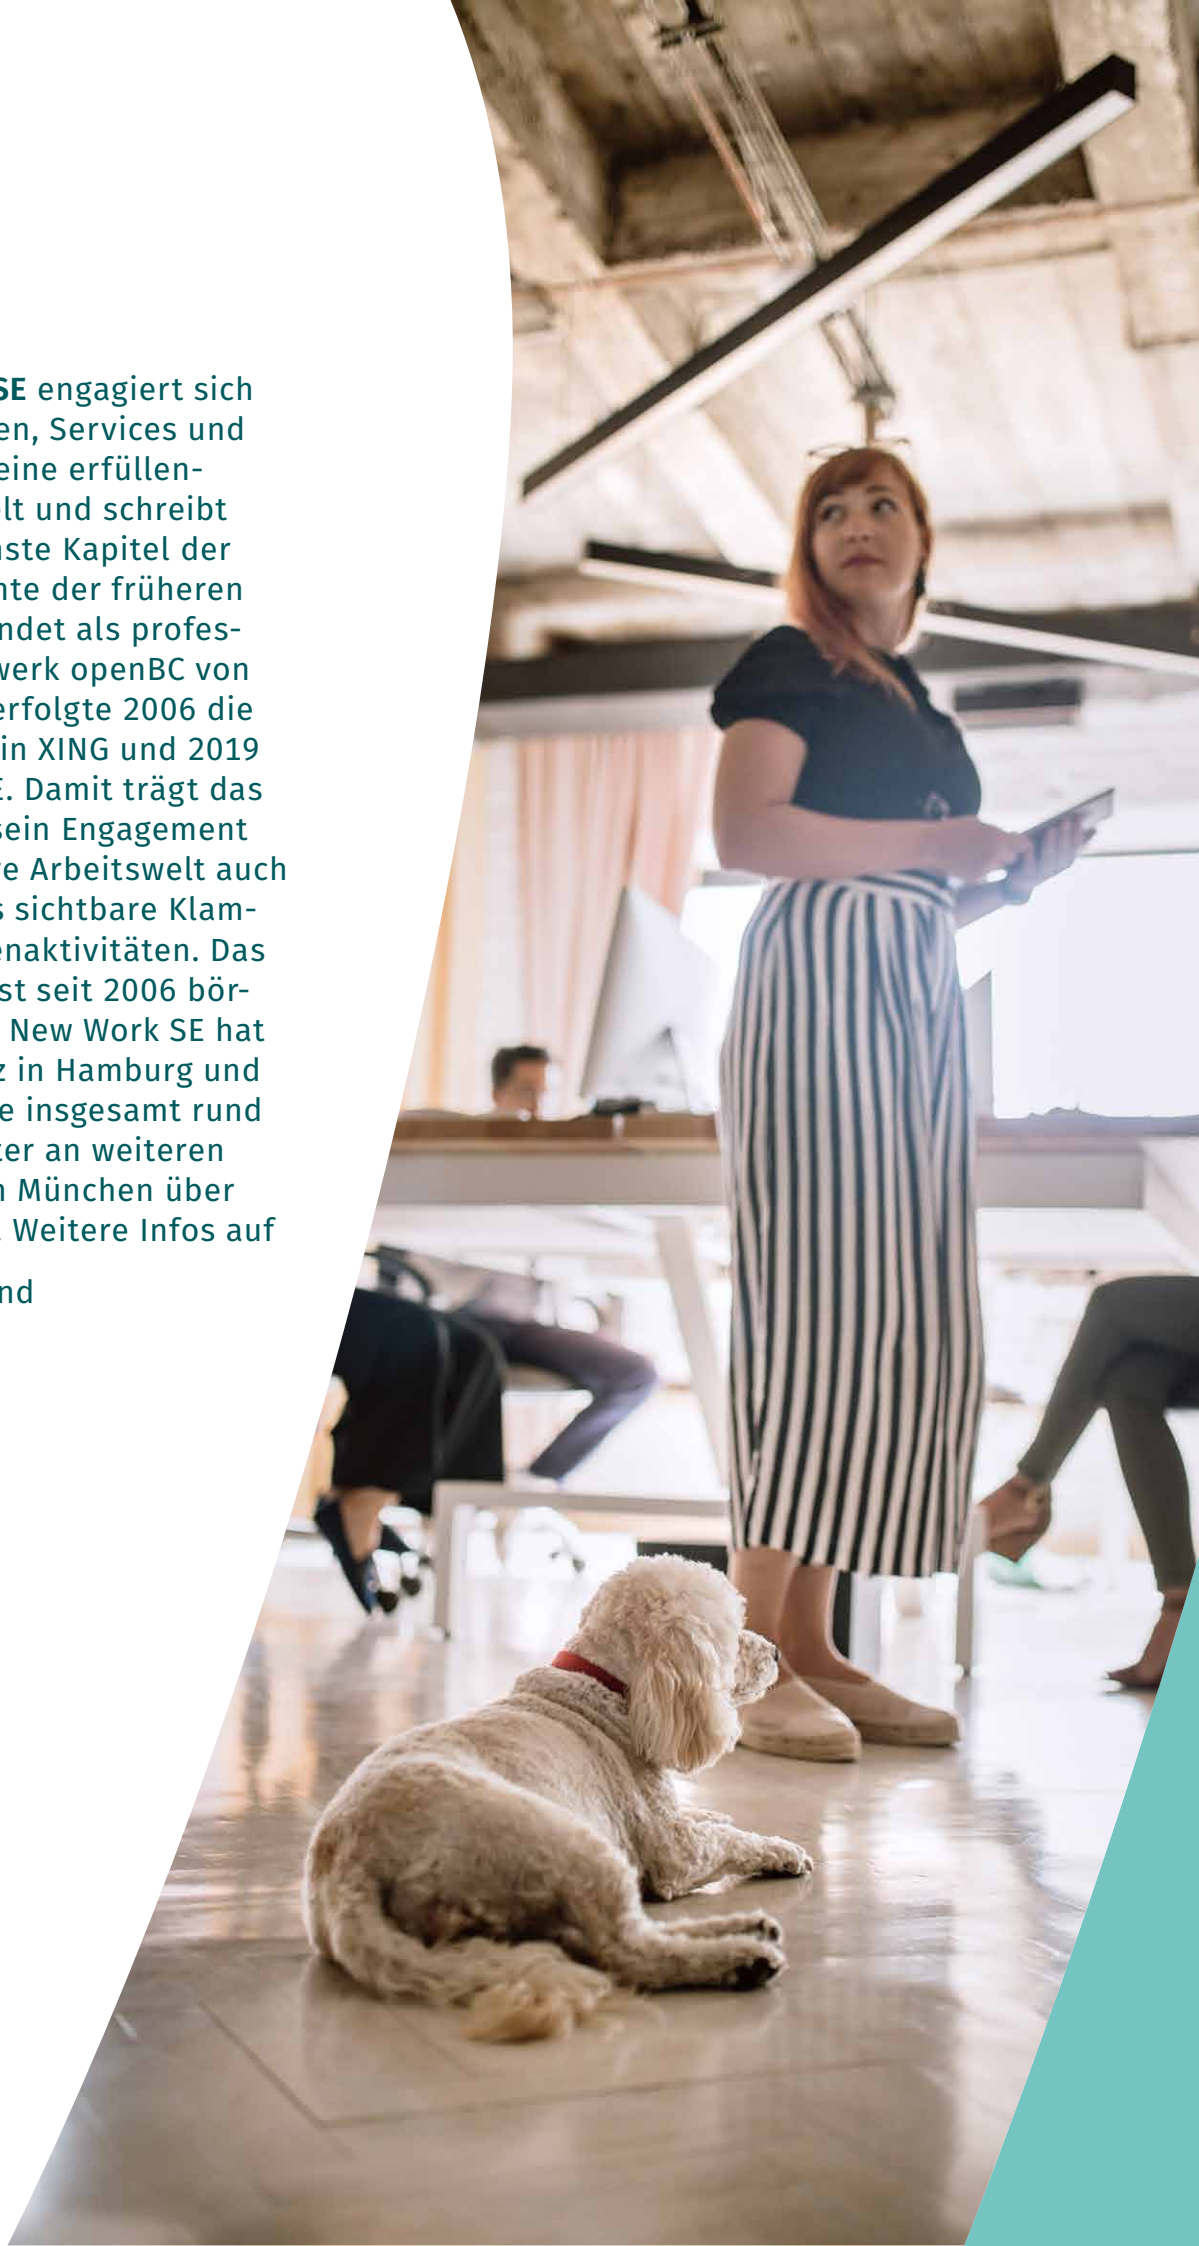 SE engagiert sich
en, Services und
eine erfüllen-
lt und schreibt
ste Kapitel der
te der früheren
ndet als profes-
werk openBC von
erfolgte 2006 die
in XING und 2019
. Damit trägt das
sein Engagement
e Arbeitswelt auch
s sichtbare Klam-
enaktivitäten. Das
st seit 2006 bör-
New Work SE hat
z in Hamburg und
e insgesamt rund
ter an weiteren
n München über
. Weitere Infos auf
nd